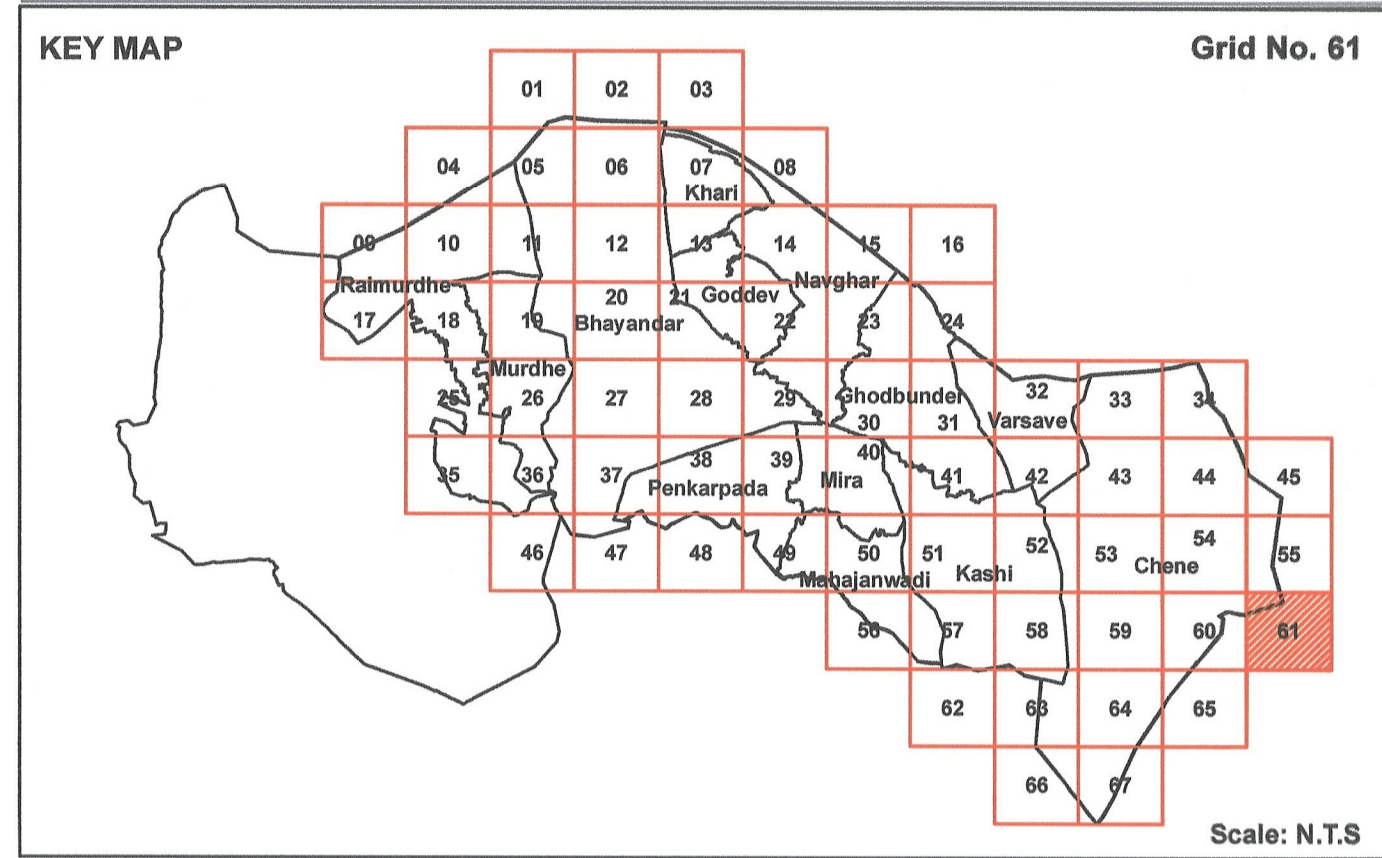 KEY MAP
Grid No. 61
01 02 03
04 05 06 07 08
Khari
09 10 11 12 13 14 15 16
Raimurdhe Goddev Navghar
17 18 19 20 21 22 23 24
Bhayandar
Murdhe
25 26 27 28 29 30 31 32 33 34
Ghodbunder Varsave
35 36 37 38 39 40 41 42 43 44 45
Penkarpada Mira
46 47 48 49 50 51 52 53 54 55
Mahajanwadi Kashi Chene
56 57 58 59 60 61
62 63 64 65
66 67
Scale: N.T.S